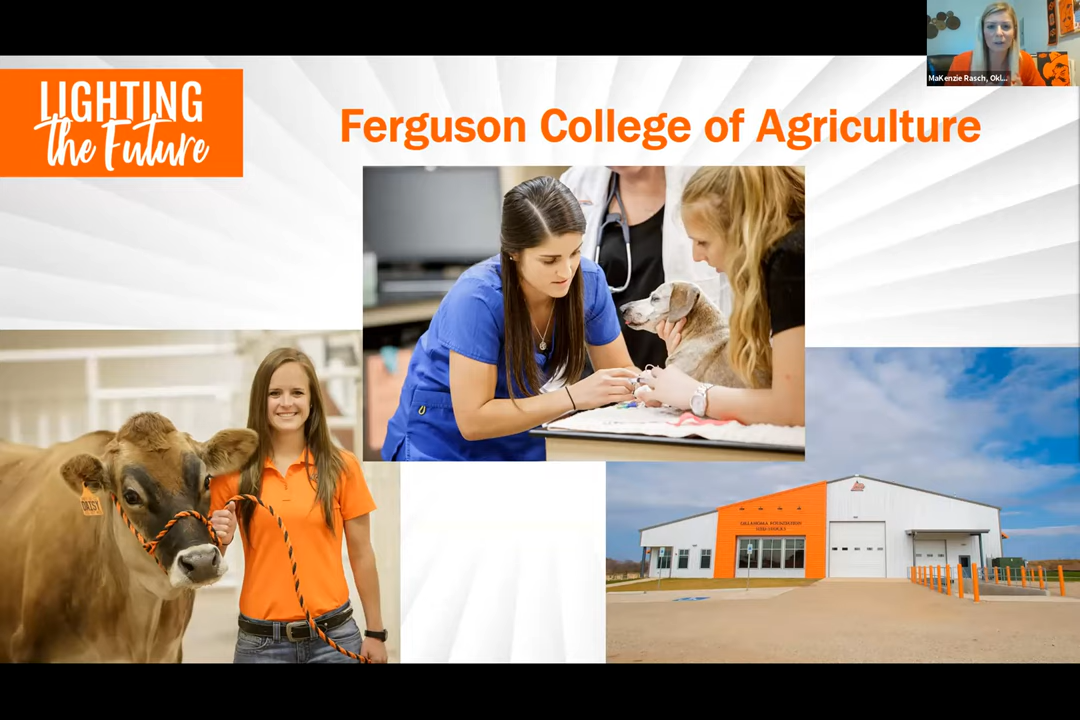 LIGHTING
the Future
Ferguson College of Agriculture
MaKenzie Rasch, Okl...
DAISY
OKLAHOMA FOUNDATION